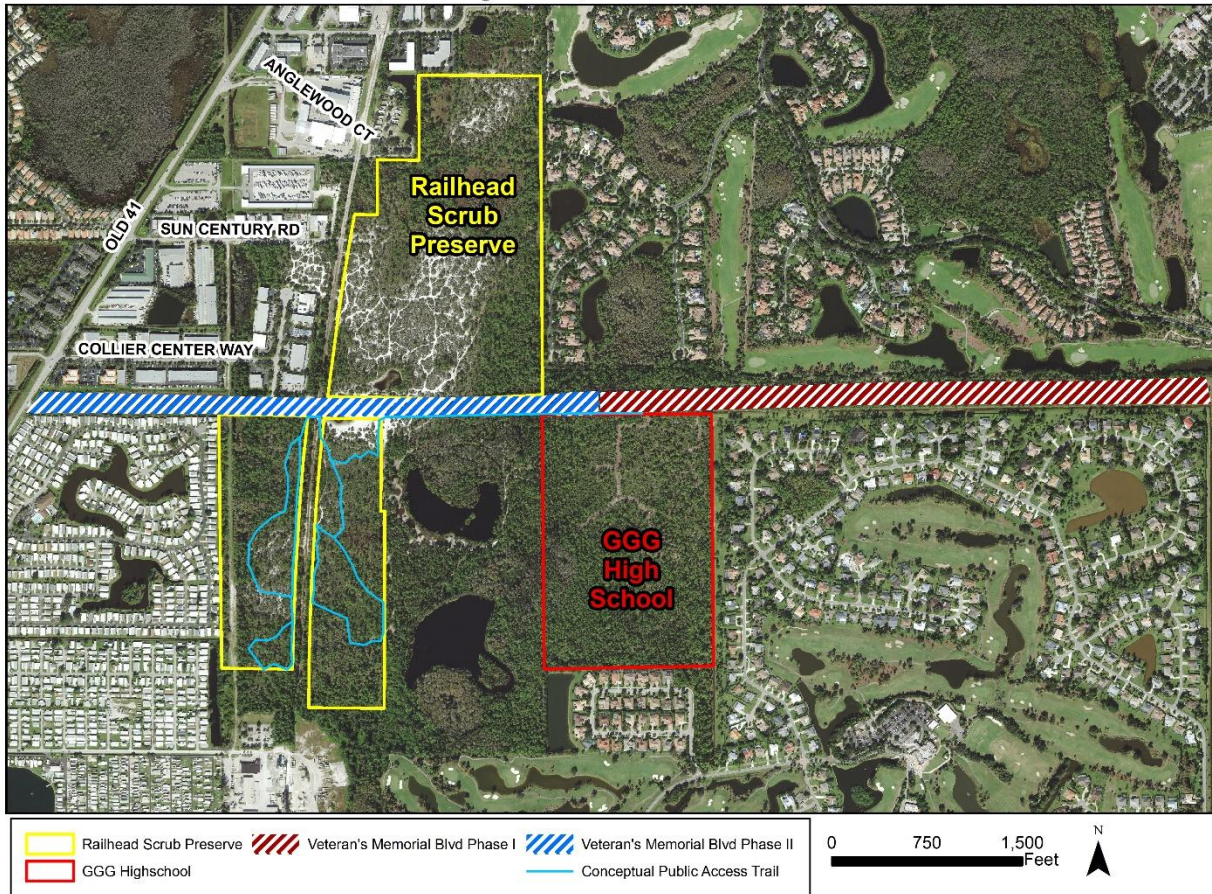 ANGLEWOOD CT
OLD 41
SUN CENTURY RD
COLLIER CENTER WAY
Railhead
Scrub
Preserve
GGG
High
School
Railhead Scrub Preserve
Veteran's Memorial Blvd Phase I
Veteran's Memorial Blvd Phase II
GGG Highschool
Conceptual Public Access Trail
0 750 1,500
Feet
N